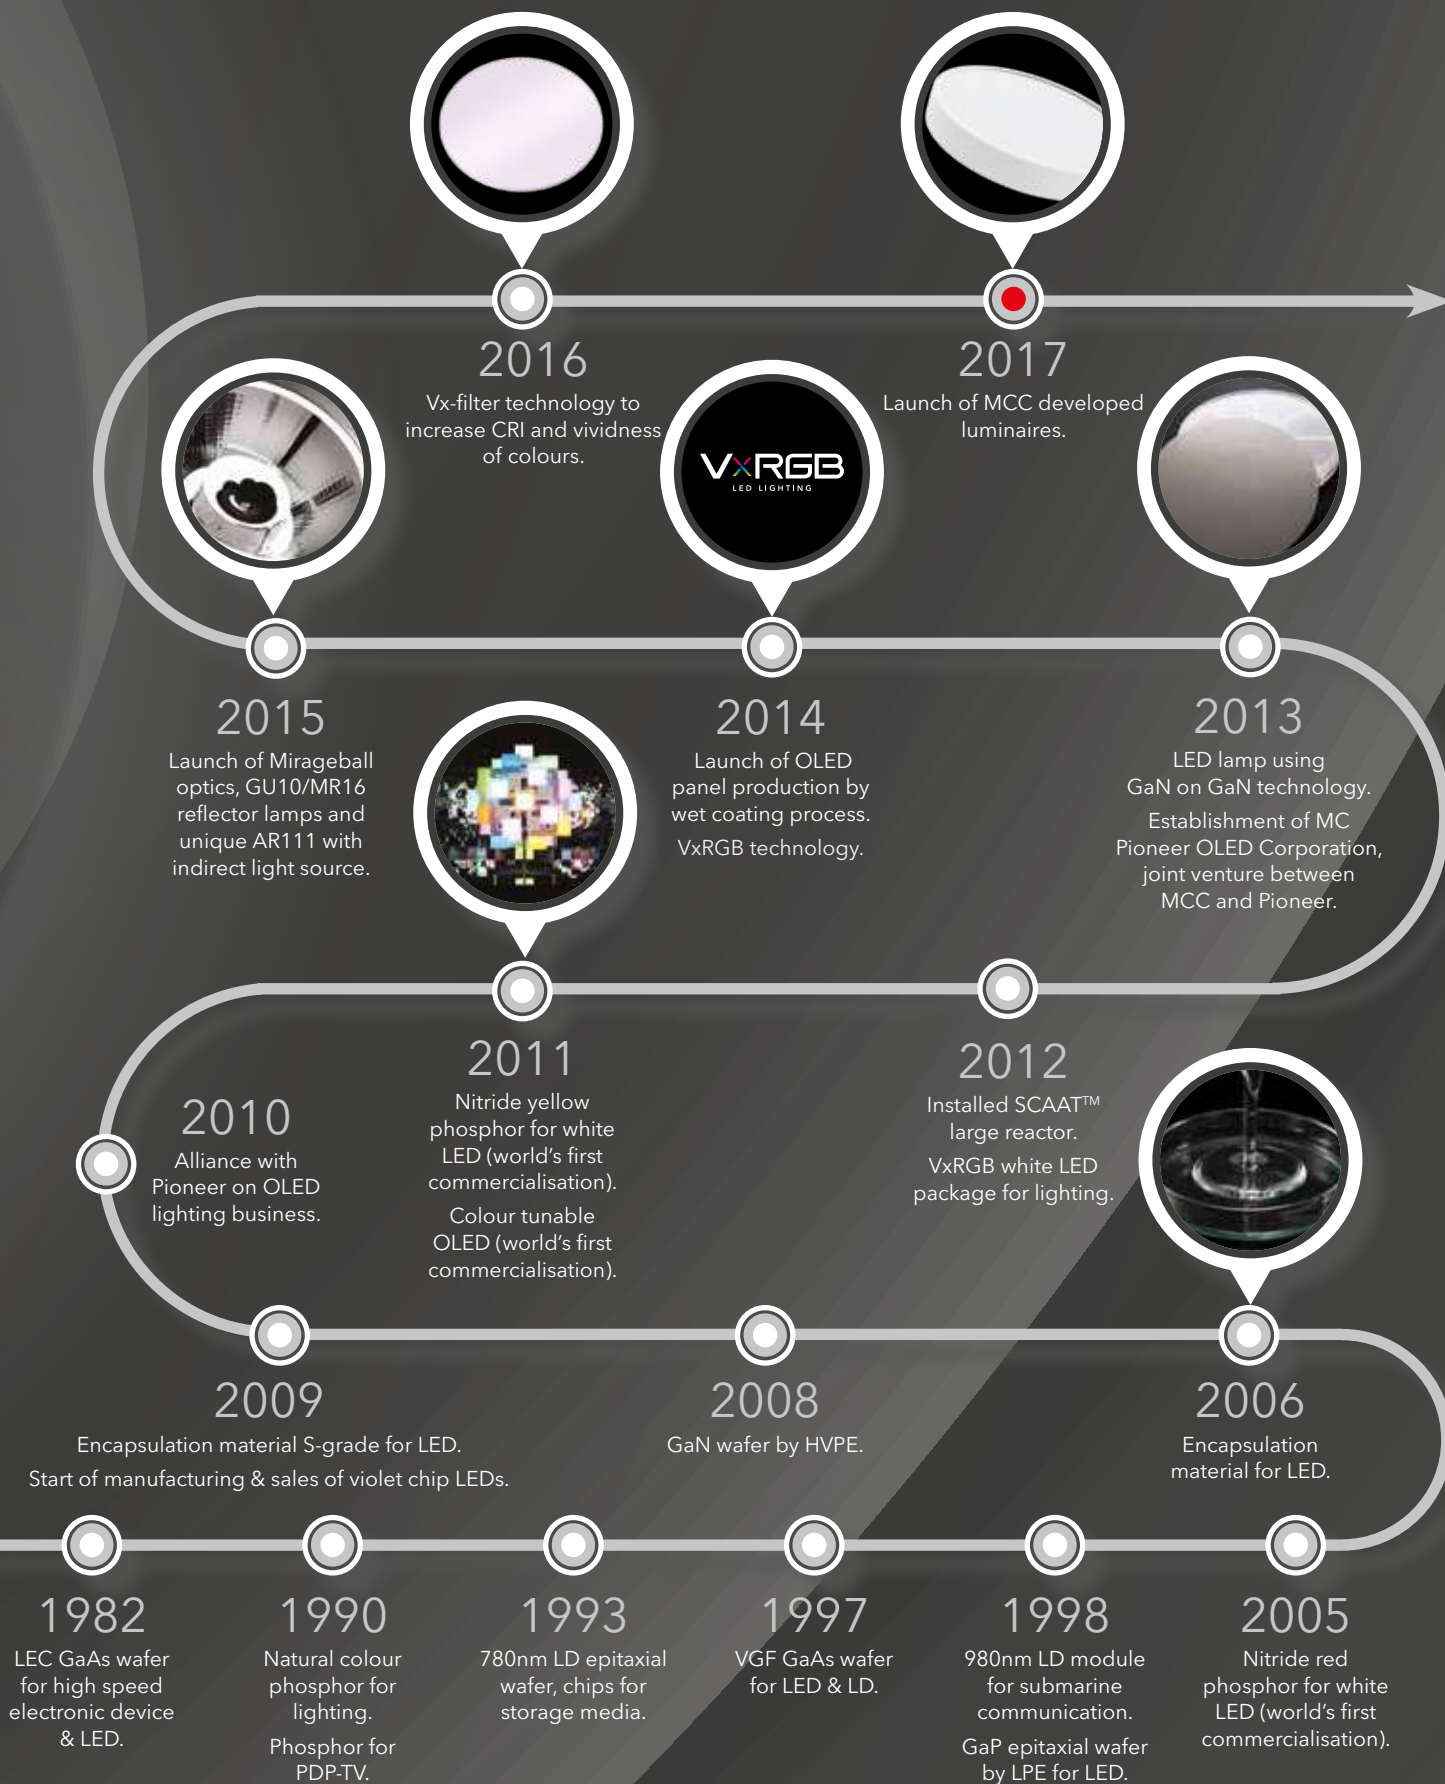 2016
Vx-filter technology to
increase CRI and vividness
of colours.
2017
Launch of MCC developed
luminaires.
VxRGB
LED LIGHTING
2015
Launch of Mirageball
optics, GU10/MR16
reflector lamps and
unique AR111 with
indirect light source.
2014
Launch of OLED
panel production by
wet coating process.
VxRGB technology.
2013
LED lamp using
GaN on GaN technology.
Establishment of MC
Pioneer OLED Corporation,
joint venture between
MCC and Pioneer.
2010
Alliance with
Pioneer on OLED
lighting business.
2011
Nitride yellow
phosphor for white
LED (world's first
commercialisation).
Colour tunable
OLED (world's first
commercialisation).
2012
Installed SCAAT™
large reactor.
VxRGB white LED
package for lighting.
2009
Encapsulation material S-grade for LED.
Start of manufacturing & sales of violet chip LEDs.
2008
GaN wafer by HVPE.
2006
Encapsulation
material for LED.
1982
LEC GaAs wafer
for high speed
electronic device
& LED.
1990
Natural colour
phosphor for
lighting.
Phosphor for
PDP-TV.
1993
780nm LD epitaxial
wafer, chips for
storage media.
1997
VGF GaAs wafer
for LED & LD.
1998
980nm LD module
for submarine
communication.
GaP epitaxial wafer
by LPE for LED.
2005
Nitride red
phosphor for white
LED (world's first
commercialisation).